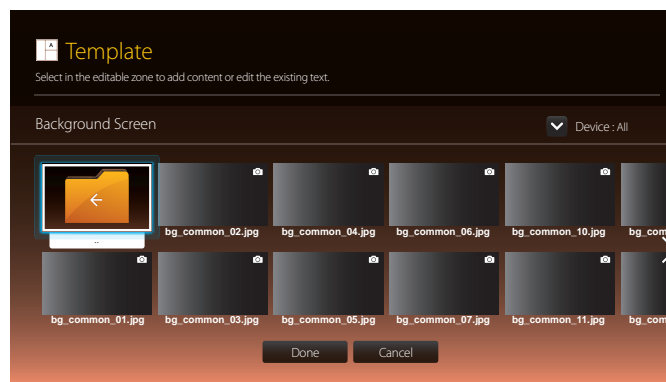 A
Template
Select in the editable zone to add content or edit the existing text.
Background Screen
Device : All
bg_common_02.jpg bg_common_04.jpg bg_common_06.jpg bg_common_10.jpg bg_com
..
bg_common_01.jpg bg_common_03.jpg bg_common_05.jpg bg_common_07.jpg bg_common_11.jpg bg_com
Done Cancel